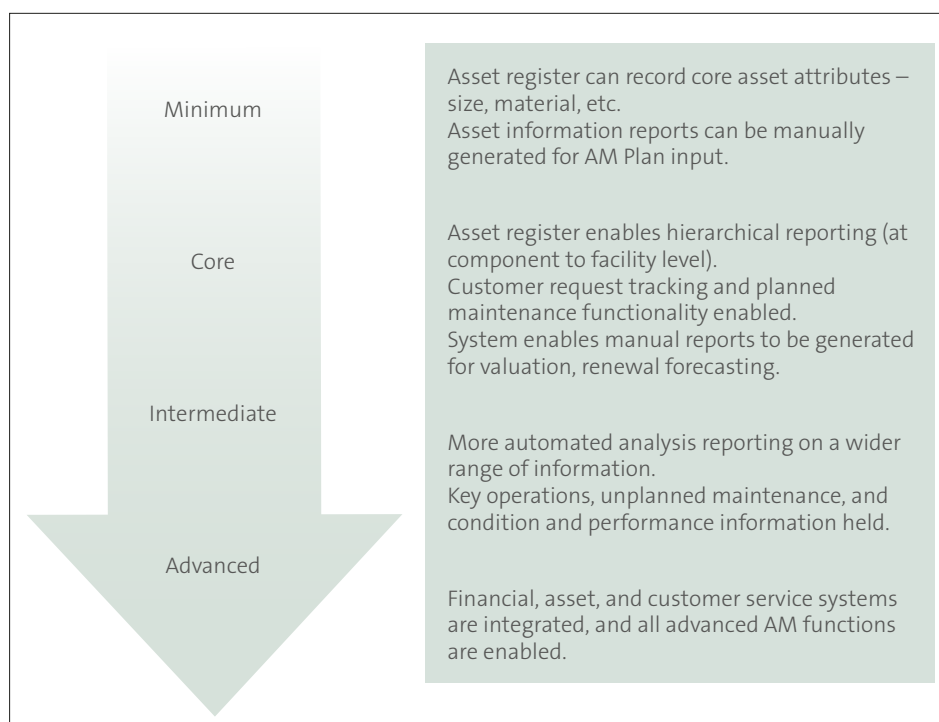 Minimum
Asset register can record core asset attributes –
size, material, etc.
Asset information reports can be manually
generated for AM Plan input.
Core
Asset register enables hierarchical reporting (at
component to facility level).
Customer request tracking and planned
maintenance functionality enabled.
System enables manual reports to be generated
for valuation, renewal forecasting.
Intermediate
More automated analysis reporting on a wider
range of information.
Key operations, unplanned maintenance, and
condition and performance information held.
Advanced
Financial, asset, and customer service systems
are integrated, and all advanced AM functions
are enabled.